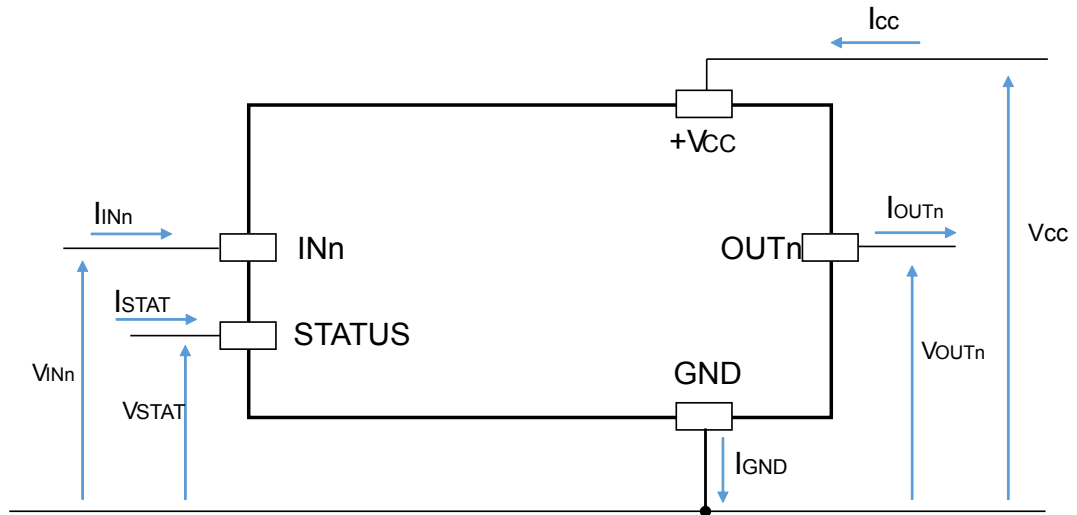 Icc
+VCC
IINn
INn
OUTn
IOUTn
Vcc
ISTAT
STATUS
VINn
VSTAT
GND
VOUTn
IGND